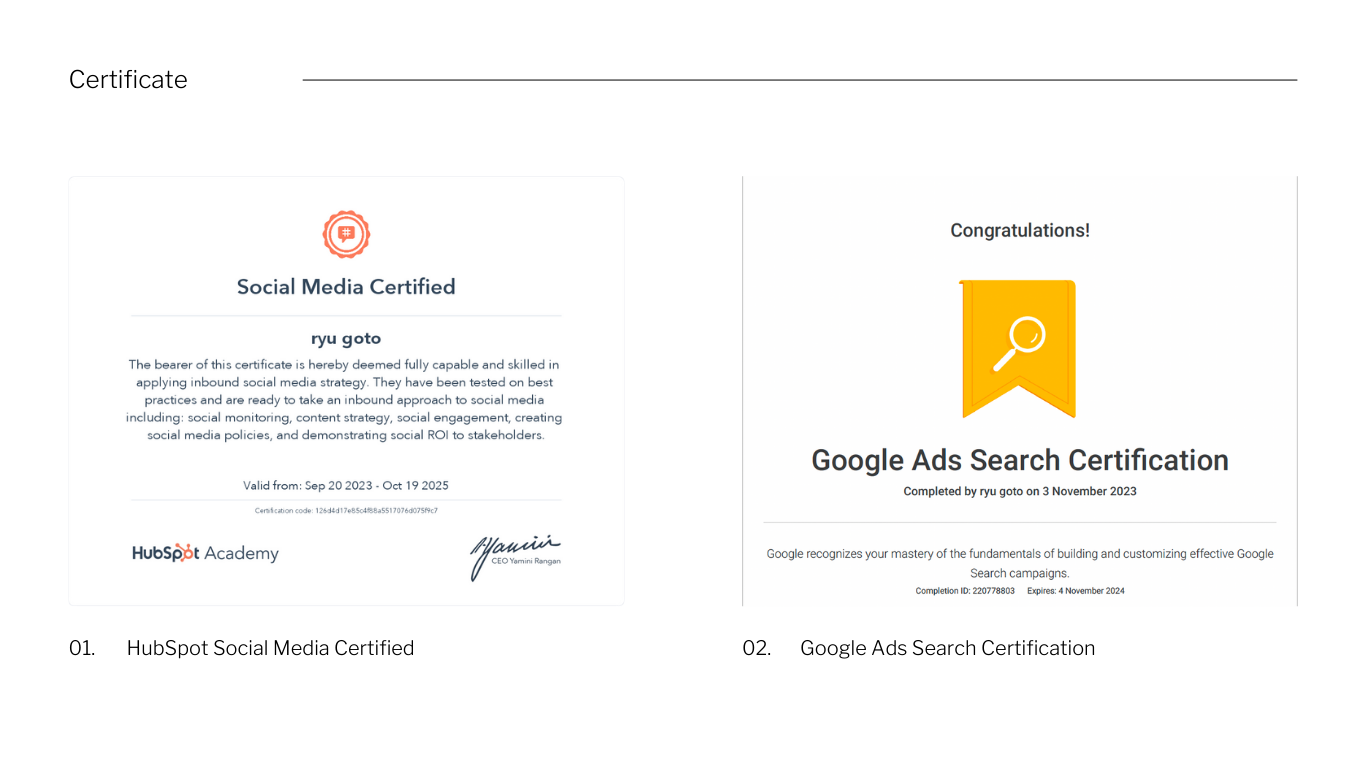 Certificate
Social Media Certified
ryu goto
The bearer of this certificate is hereby deemed fully capable and skilled in
applying inbound social media strategy. They have been tested on best
practices and are ready to take an inbound approach to social media
including: social monitoring, content strategy, social engagement, creating
social media policies, and demonstrating social ROI to stakeholders.
Valid from: Sep 20 2023 - Oct 19 2025
Certification code: 126d4d17e85c4f88a5517076d075f9c7
HubSpot Academy
CEO Yamini Rangan
01. HubSpot Social Media Certified
Congratulations!
Google Ads Search Certification
Completed by ryu goto on 3 November 2023
Google recognizes your mastery of the fundamentals of building and customizing effective Google
Search campaigns.
Completion ID: 220778803 Expires: 4 November 2024
02. Google Ads Search Certification